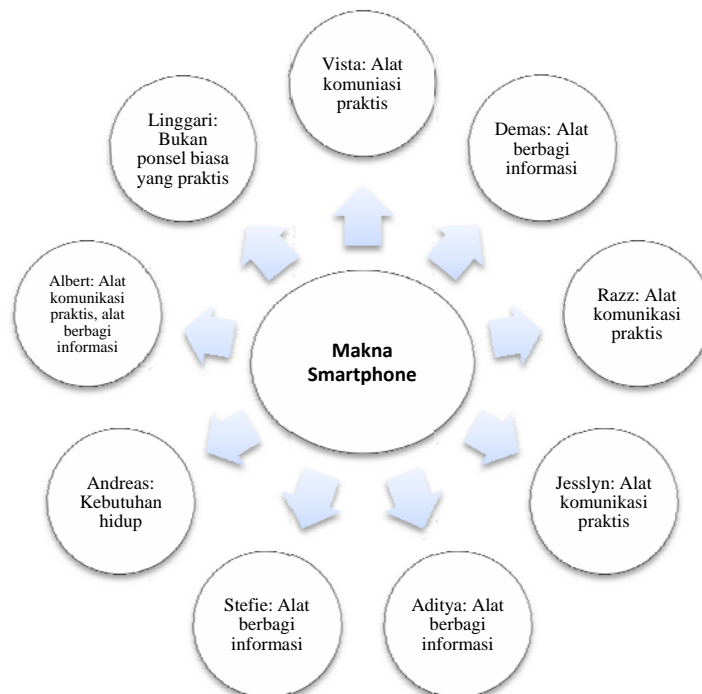 Vista: Alat
komuniasi
praktis
Demas: Alat
berbagi
informasi
Razz: Alat
komunikasi
praktis
Jesslyn: Alat
komunikasi
praktis
Aditya: Alat
berbagi
informasi
Stefie: Alat
berbagi
informasi
Andreas:
Kebutuhan
hidup
Albert: Alat
komunikasi
praktis, alat
berbagi
informasi
Linggari:
Bukan
ponsel biasa
yang praktis
Makna
Smartphone